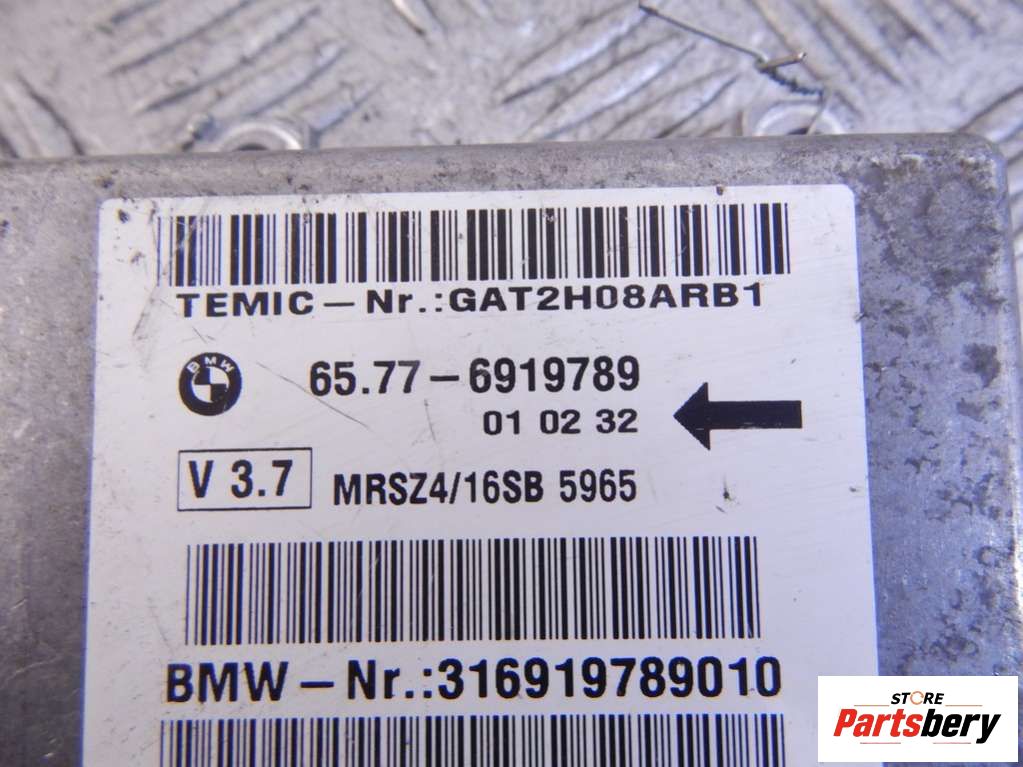 TEMIC-Nr.:GAT2H08ARB1
BMW
65.77-6919789
01 02 32
V 3.7
MRSZ4/16SB 5965
BMW-Nr.:316919789010
STORE
Partsbery